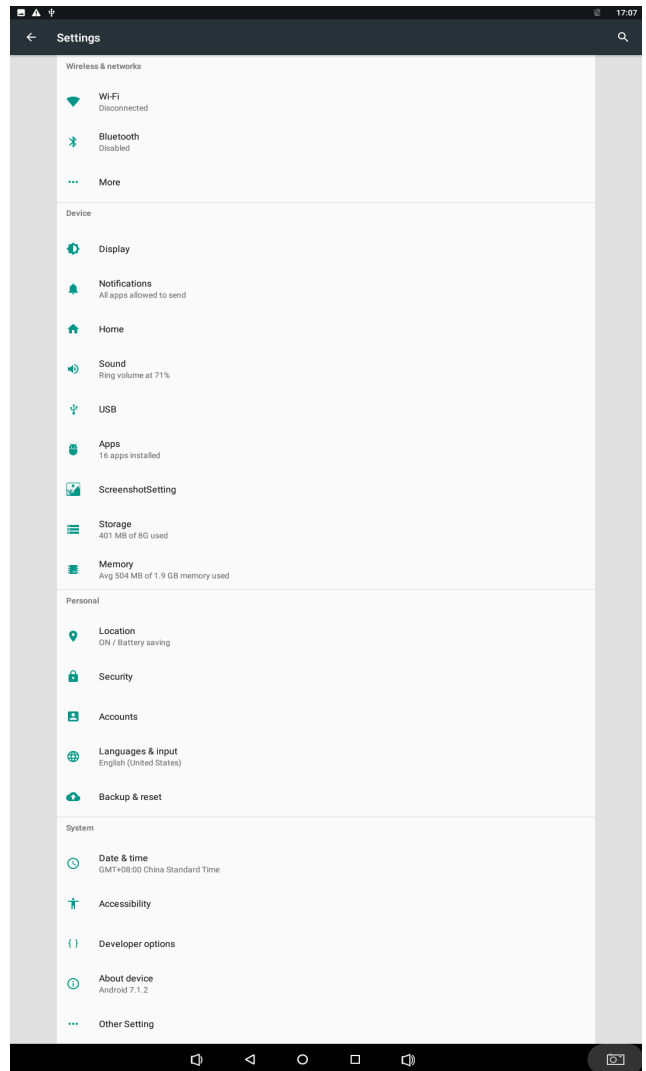 17:07
Settings
Wireless & networks
Wi-Fi
Disconnected
Bluetooth
Disabled
More
Device
Display
Notifications
All apps allowed to send
Home
Sound
Ring volume at 71%
USB
Apps
16 apps installed
ScreenshotSetting
Storage
401 MB of 8G used
Memory
Avg 504 MB of 1.9 GB memory used
Personal
Location
ON / Battery saving
Security
Accounts
Languages & input
English (United States)
Backup & reset
System
Date & time
GMT+08:00 China Standard Time
Accessibility
Developer options
About device
Android 7.1.2
Other Setting